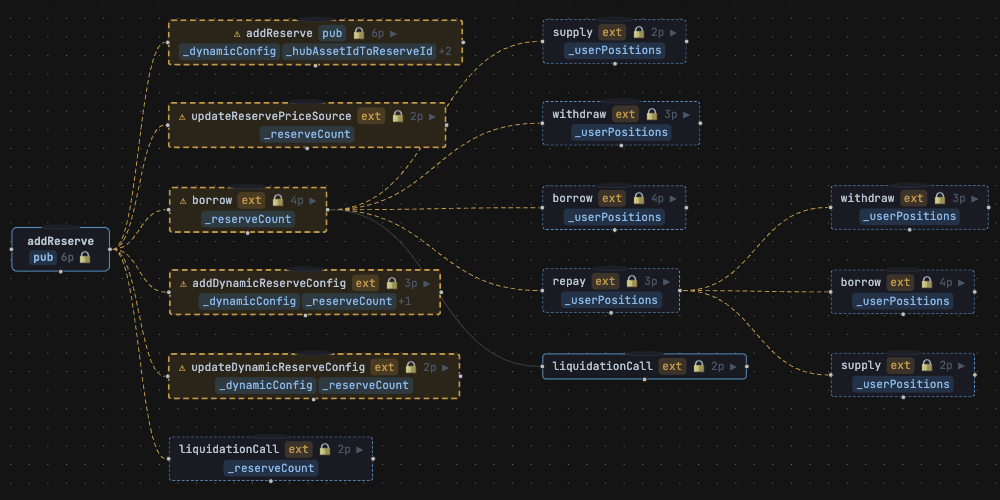 ⚠ addReserve pub 🔒 6p ▶
_dynamicConfig _hubAssetIdToReserveId +2
⚠ updateReservePriceSource ext 🔒 2p ▶
_reserveCount
⚠ borrow ext 🔒 4p ▶
_reserveCount
addReserve
pub 6p 🔒
⚠ addDynamicReserveConfig ext 🔒 3p ▶
_dynamicConfig _reserveCount +1
⚠ updateDynamicReserveConfig ext 🔒 2p ▶
_dynamicConfig _reserveCount
liquidationCall ext 🔒 2p ▶
_reserveCount
supply ext 🔒 2p ▶
_userPositions
withdraw ext 🔒 3p ▶
_userPositions
borrow ext 🔒 4p ▶
_userPositions
repay ext 🔒 3p ▶
_userPositions
liquidationCall ext 🔒 2p ▶
withdraw ext 🔒 3p ▶
_userPositions
borrow ext 🔒 4p ▶
_userPositions
supply ext 🔒 2p ▶
_userPositions